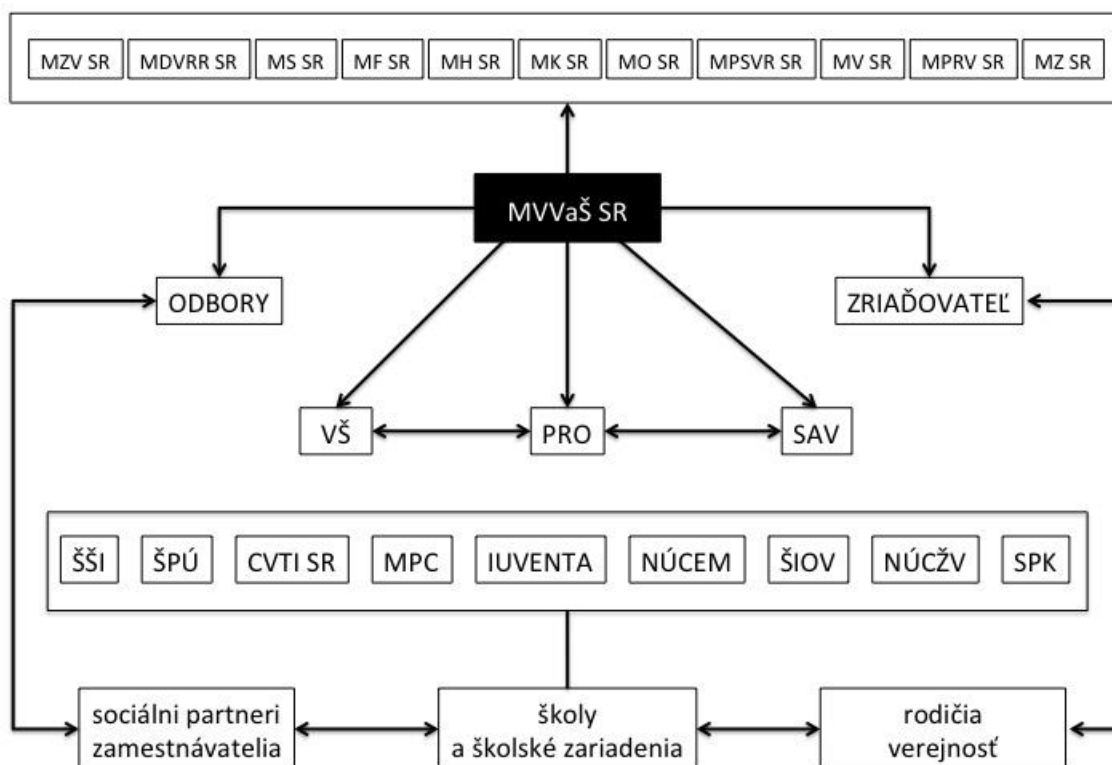 MZV SR MDVRR SR MS SR MF SR MH SR MK SR MO SR MPSVR SR MV SR MPRV SR MZ SR
MVVaŠ SR
ODBORY ZRIAĎOVATEĽ
VŠ PRO SAV
ŠŠI ŠPÚ CVTI SR MPC IUVENTA NÚCEM ŠIOV NÚCŽV SPK
sociálni partneri
zamestnávatelia
školy
a školské zariadenia
rodičia
verejnosť